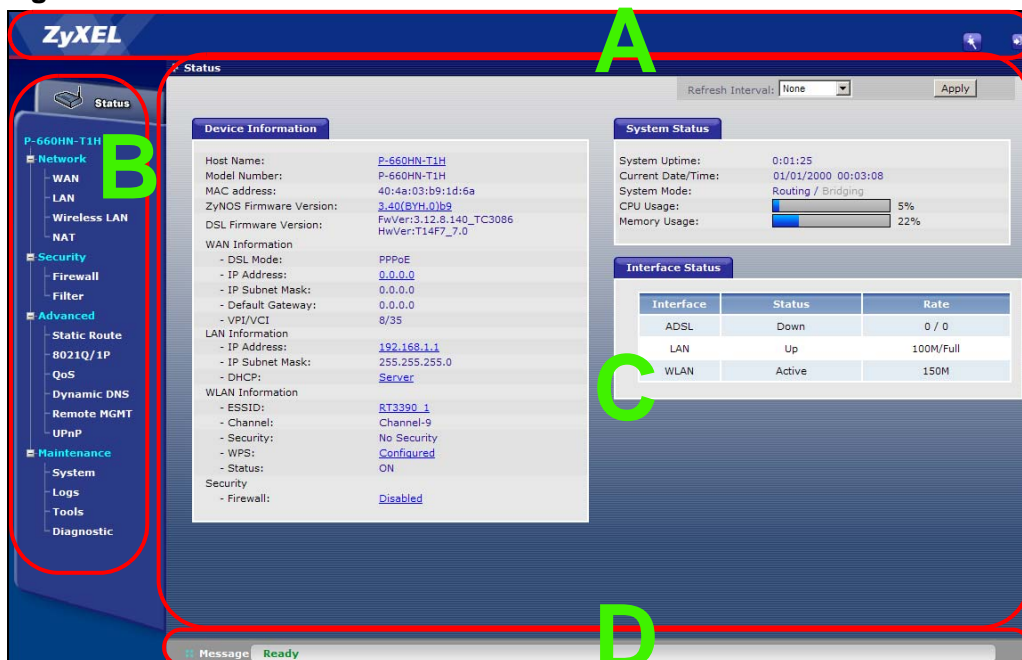 ZyXEL
A
Status
Refresh Interval: None Apply
Status
B
P-660HN-T1H
Network
WAN
LAN
Wireless LAN
NAT
Security
Firewall
Filter
Advanced
Static Route
8021Q/1P
QoS
Dynamic DNS
Remote MGMT
UPnP
Maintenance
System
Logs
Tools
Diagnostic
Device Information
Host Name: P-660HN-T1H
Model Number: P-660HN-T1H
MAC address: 40:4a:03:b9:1d:6a
ZyNOS Firmware Version: 3.40(BYH.0)b9
DSL Firmware Version: FwVer:3.12.8.140_TC3086
HwVer:T14F7_7.0
WAN Information
- DSL Mode: PPPoE
- IP Address: 0.0.0.0
- IP Subnet Mask: 0.0.0.0
- Default Gateway: 0.0.0.0
- VPI/VCI 8/35
LAN Information
- IP Address: 192.168.1.1
- IP Subnet Mask: 255.255.255.0
- DHCP: Server
WLAN Information
- ESSID: RT3390_1
- Channel: Channel-9
- Security: No Security
- WPS: Configured
- Status: ON
Security
- Firewall: Disabled
System Status
System Uptime: 0:01:25
Current Date/Time: 01/01/2000 00:03:08
System Mode: Routing / Bridging
CPU Usage: 5%
Memory Usage: 22%
Interface Status
Interface Status Rate
ADSL Down 0 / 0
LAN Up 100M/Full
WLAN Active 150M
C
D
Message Ready